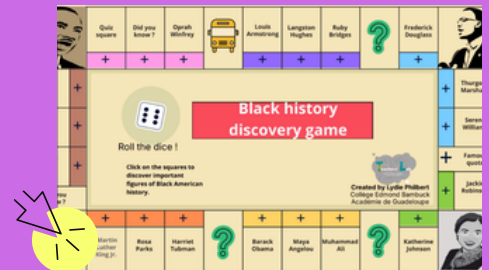 Quiz square
Did you know ?
Oprah Winfrey
Louis Armstrong
Langston Hughes
Ruby Bridges
Frederick Douglass
Black history
discovery game
Roll the dice !
Click on the squares to
discover important
figures of Black American
history.
Created by Lydie Philbert
Collège Edmond Bambuck
Académie de Guadeloupe
Martin Luther King Jr.
Rosa Parks
Harriet Tubman
Barack Obama
Maya Angelou
Muhammad Ali
Katherine Johnson